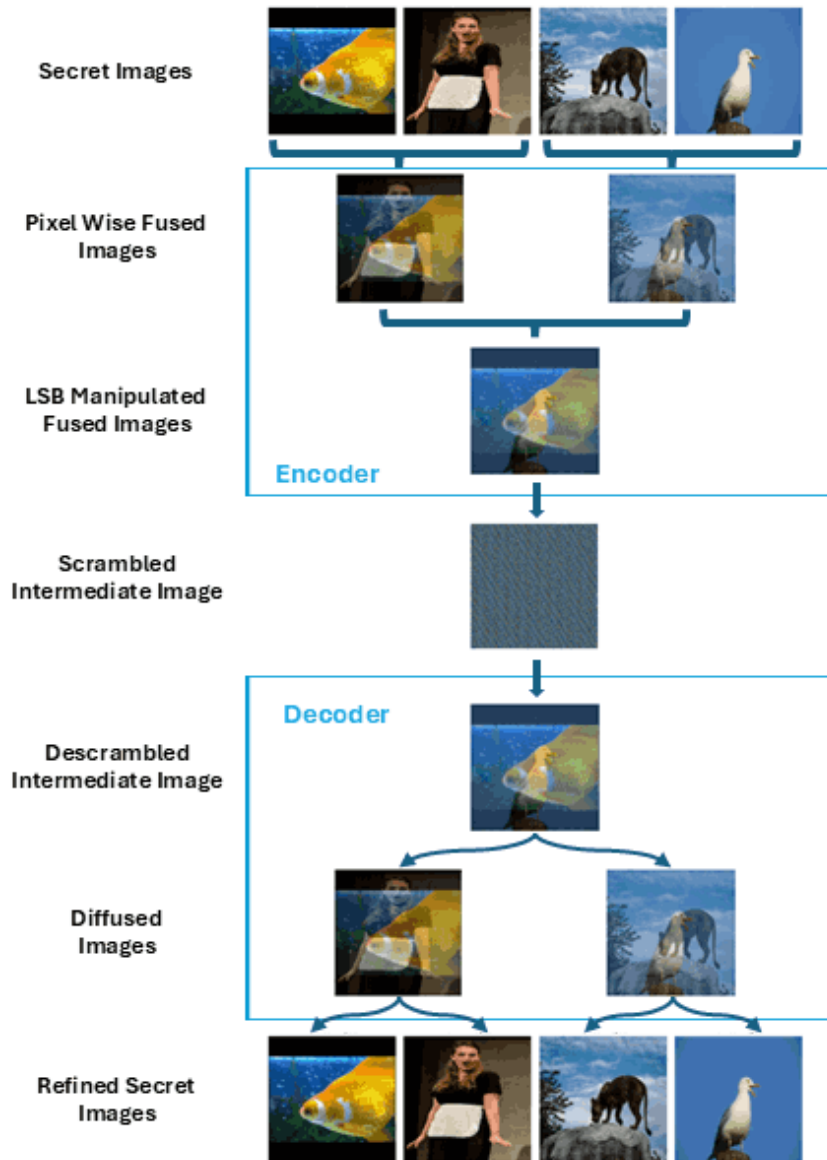 Secret Images
Pixel Wise Fused
Images
LSB Manipulated
Fused Images
Encoder
Scrambled
Intermediate Image
Decoder
Descrambled
Intermediate Image
Diffused
Images
Refined Secret
Images